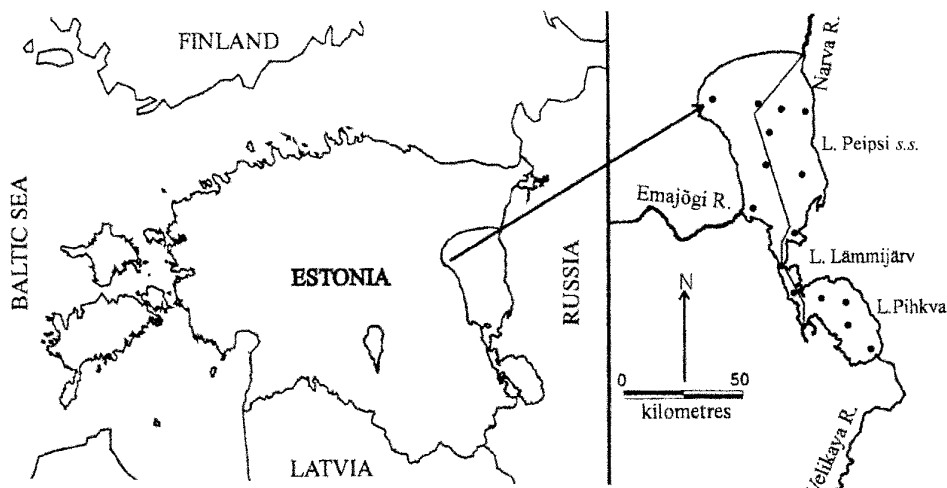 FINLAND
BALTIC SEA
ESTONIA
RUSSIA
LATVIA
Narva R.
L. Peipsi s.s.
Emajõgi R.
L. Lämmijärv
N
L.Pihkva
0 50
kilometres
Velikaya R.